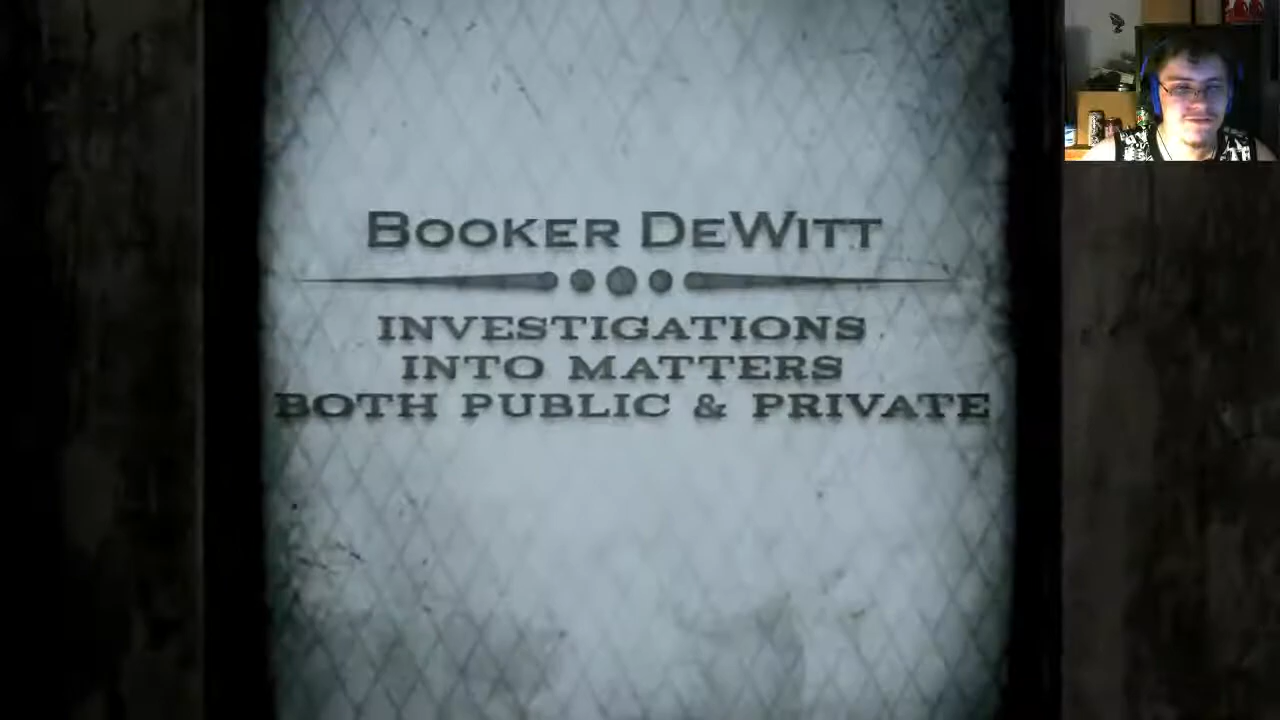 BOOKER DEWITT
INVESTIGATIONS
INTO MATTERS
BOTH PUBLIC & PRIVATE